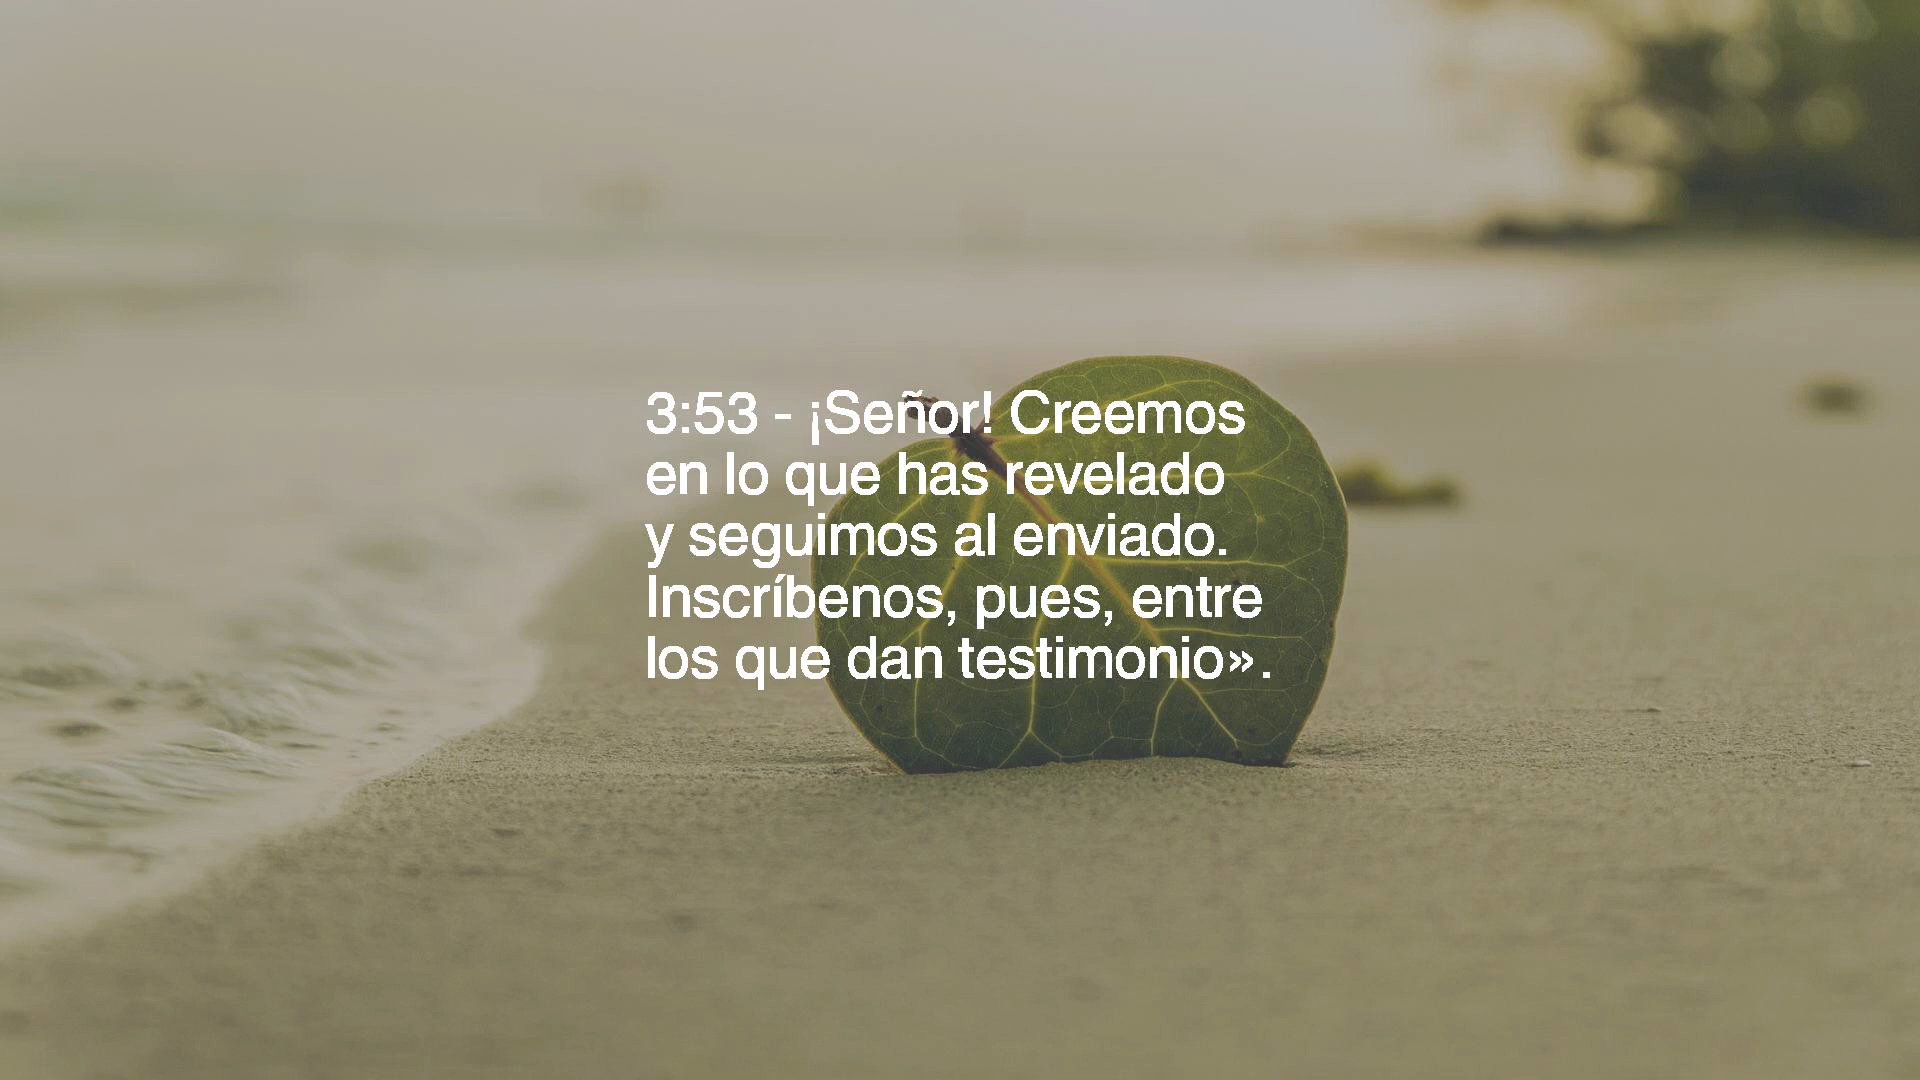 3:53 - ¡Señor! Creemos
en lo que has revelado
y seguimos al enviado.
Inscríbenos, pues, entre
los que dan testimonio».